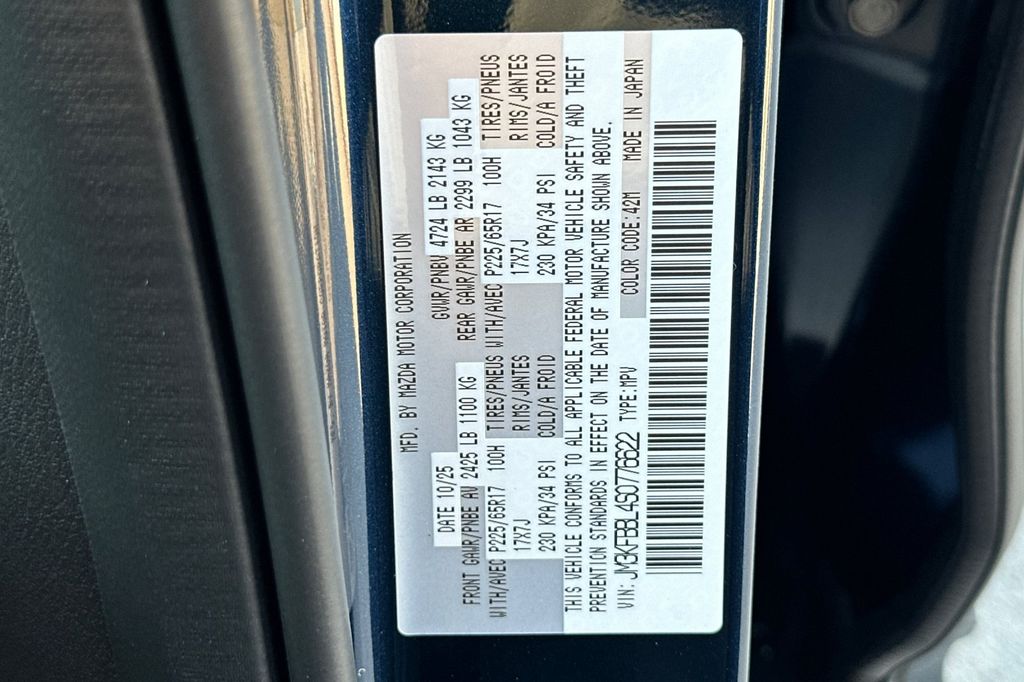 MFD. BY MAZDA MOTOR CORPORATION
DATE 10/25 GVWR/PNBV 4724 LB 2143 KG
FRONT GAWR/PNBE AV 2425 LB 1100 KG REAR GAWR/PNBE AR 2299 LB 1043 KG
WITH/AVEC P225/65R17 100H TIRES/PNEUS WITH/AVEC P225/65R17 100H TIRES/PNEUS
17X7J RIMS/JANTES 17X7J RIMS/JANTES
230 KPA/34 PSI COLD/A FROID 230 KPA/34 PSI COLD/A FROID
THIS VEHICLE CONFORMS TO ALL APPLICABLE FEDERAL MOTOR VEHICLE SAFETY AND THEFT
PREVENTION STANDARDS IN EFFECT ON THE DATE OF MANUFACTURE SHOWN ABOVE.
VIN: JM3KFBBL4S0776622 TYPE:MPV COLOR CODE:42M MADE IN JAPAN